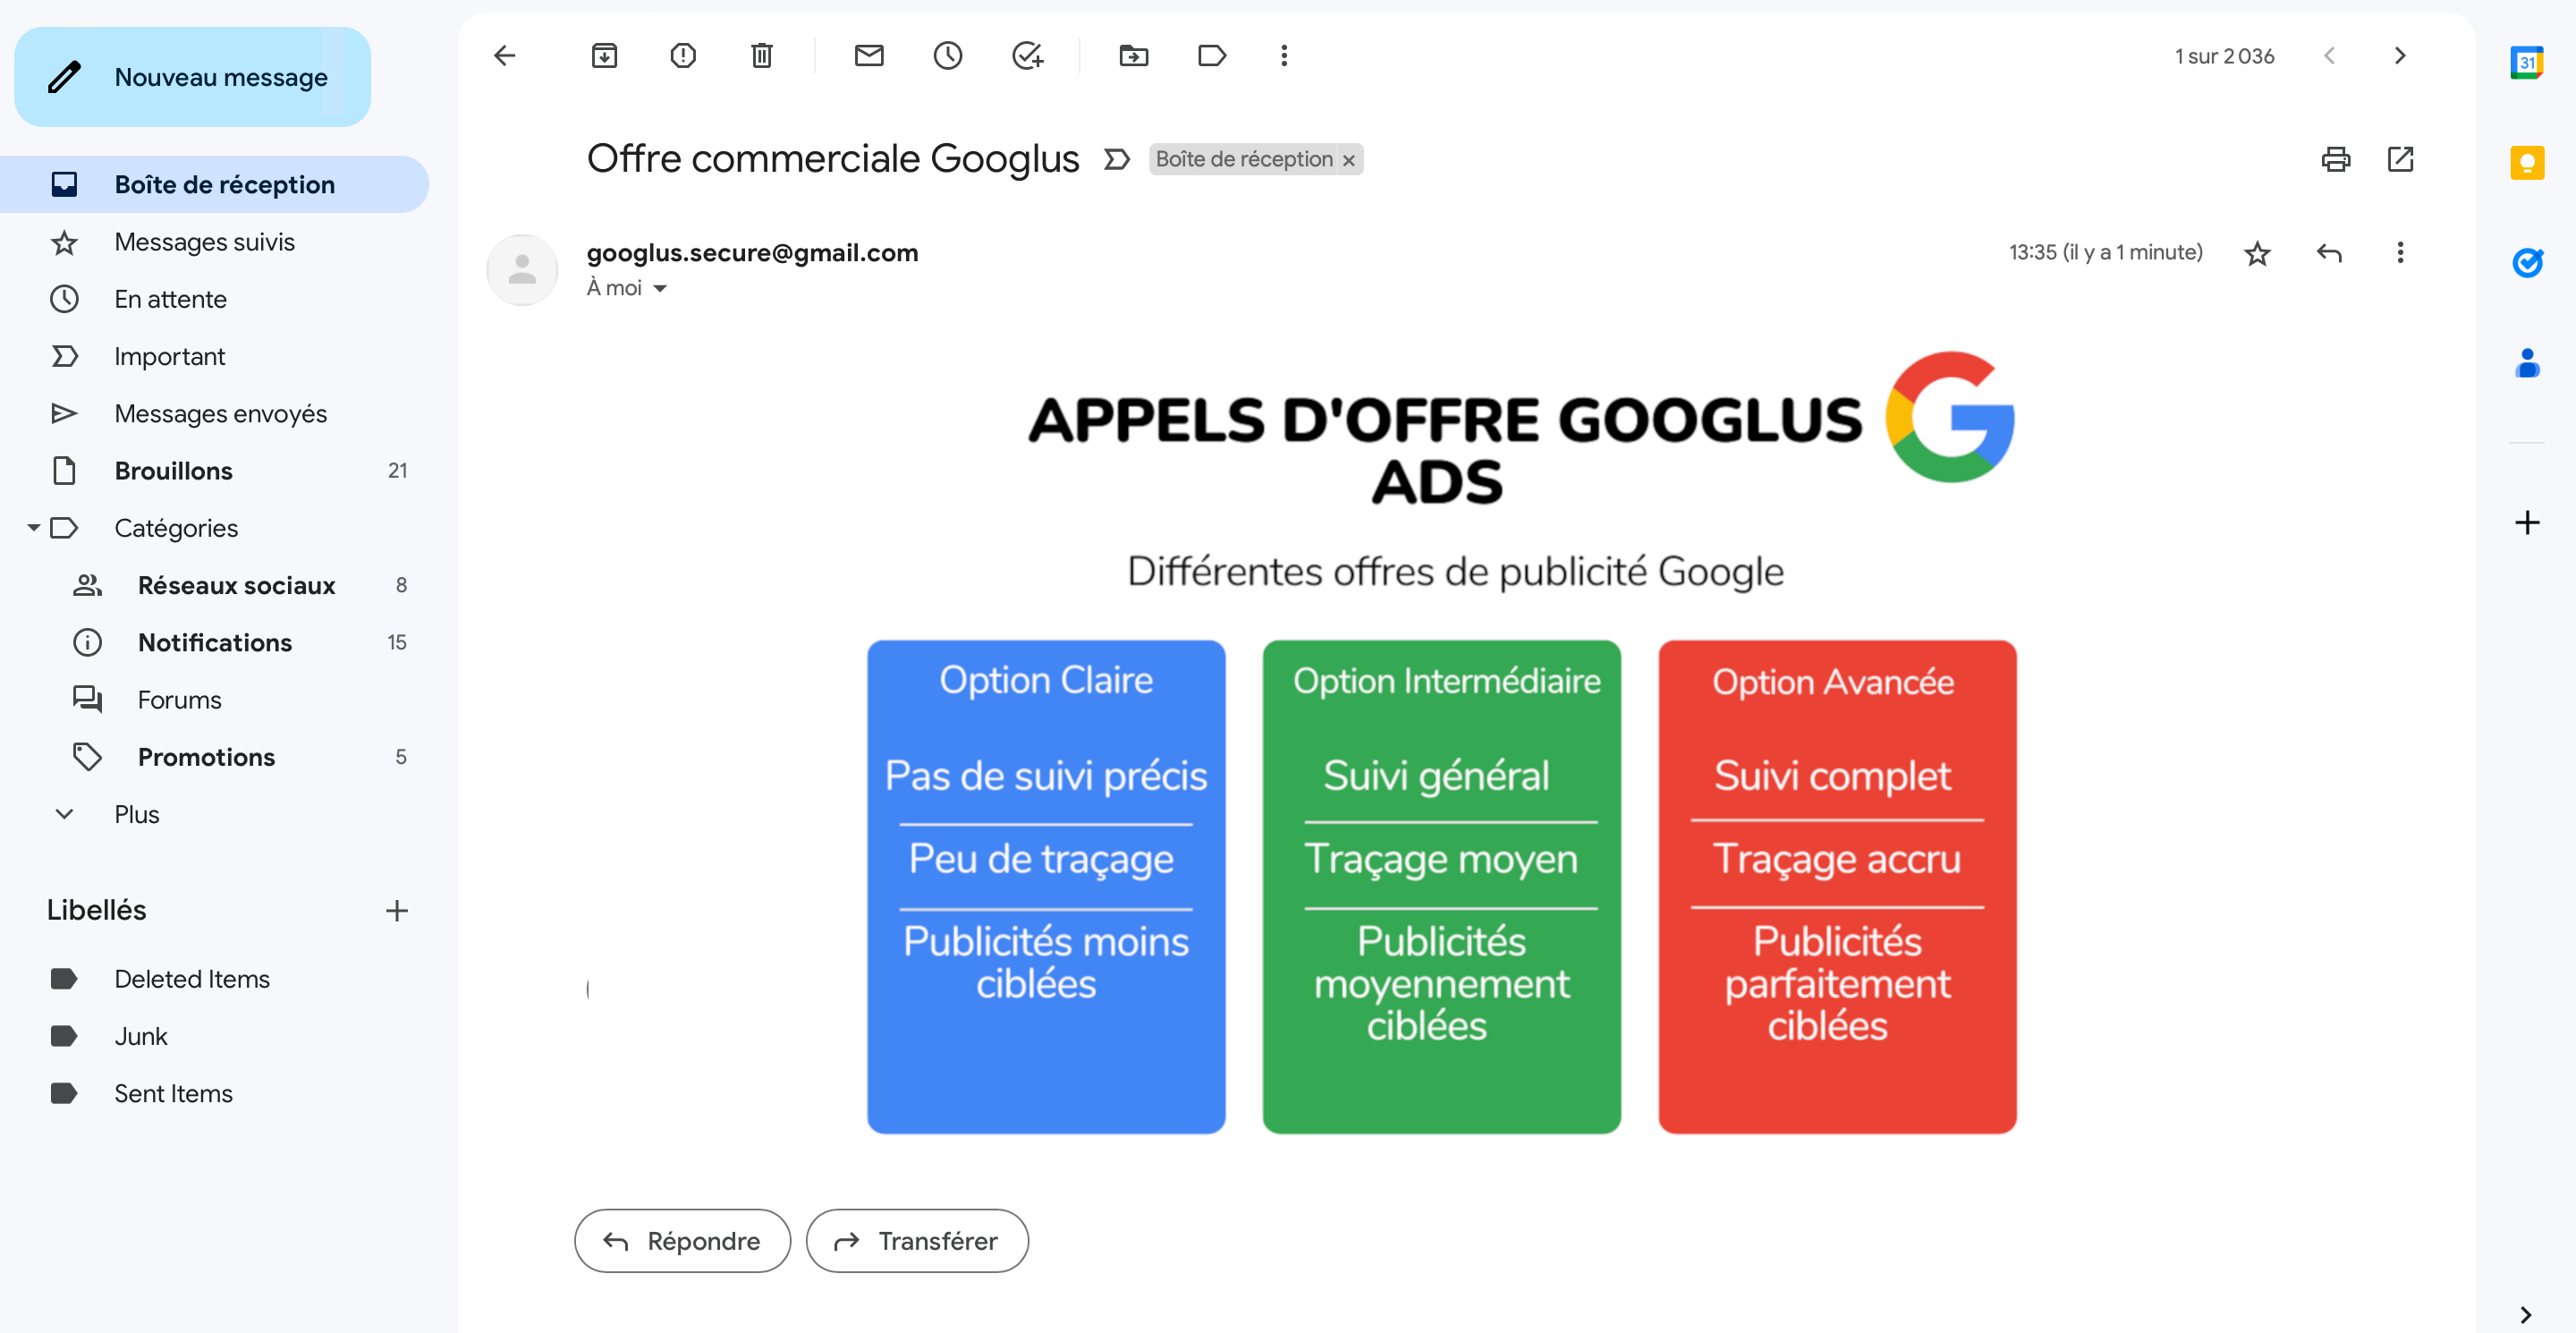 Nouveau message
Boîte de réception
Messages suivis
En attente
Important
Messages envoyés
Brouillons 21
Catégories
Réseaux sociaux 8
Notifications 15
Forums
Promotions 5
Plus
Libellés
Deleted Items
Junk
Sent Items
1 sur 2 036
Offre commerciale Googlus Boîte de réception ×
googlus.secure@gmail.com
13:35 (il y a 1 minute)
À moi
APPELS D'OFFRE GOOGLUS
ADS
Différentes offres de publicité Google
Option Claire
Pas de suivi précis
Peu de traçage
Publicités moins
ciblées
Option Intermédiaire
Suivi général
Traçage moyen
Publicités
moyennement
ciblées
Option Avancée
Suivi complet
Traçage accru
Publicités
parfaitement
ciblées
Répondre
Transférer
31